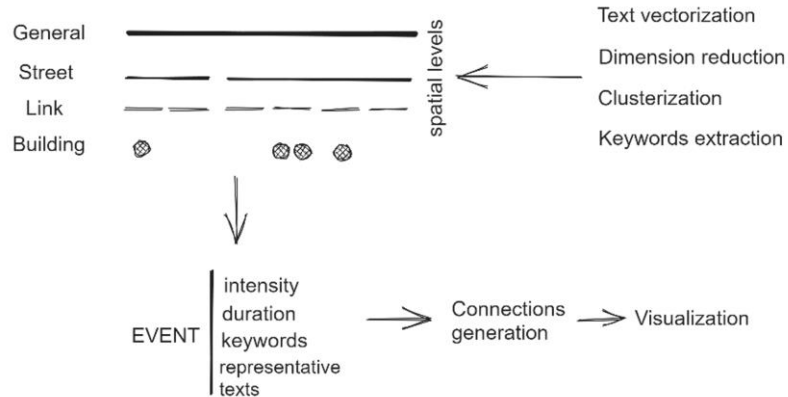 General
Street
Link
Building
spatial levels
Text vectorization
Dimension reduction
Clusterization
Keywords extraction
EVENT
intensity
duration
keywords
representative
texts
Connections
generation
Visualization